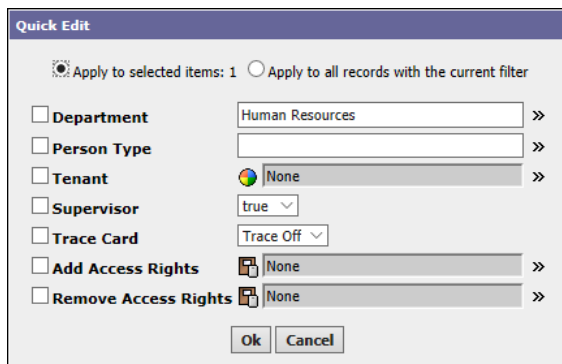 Quick Edit
Apply to selected items: 1 Apply to all records with the current filter
Department Human Resources »
Person Type »
Tenant None »
Supervisor true
Trace Card Trace Off
Add Access Rights None »
Remove Access Rights None »
Ok Cancel